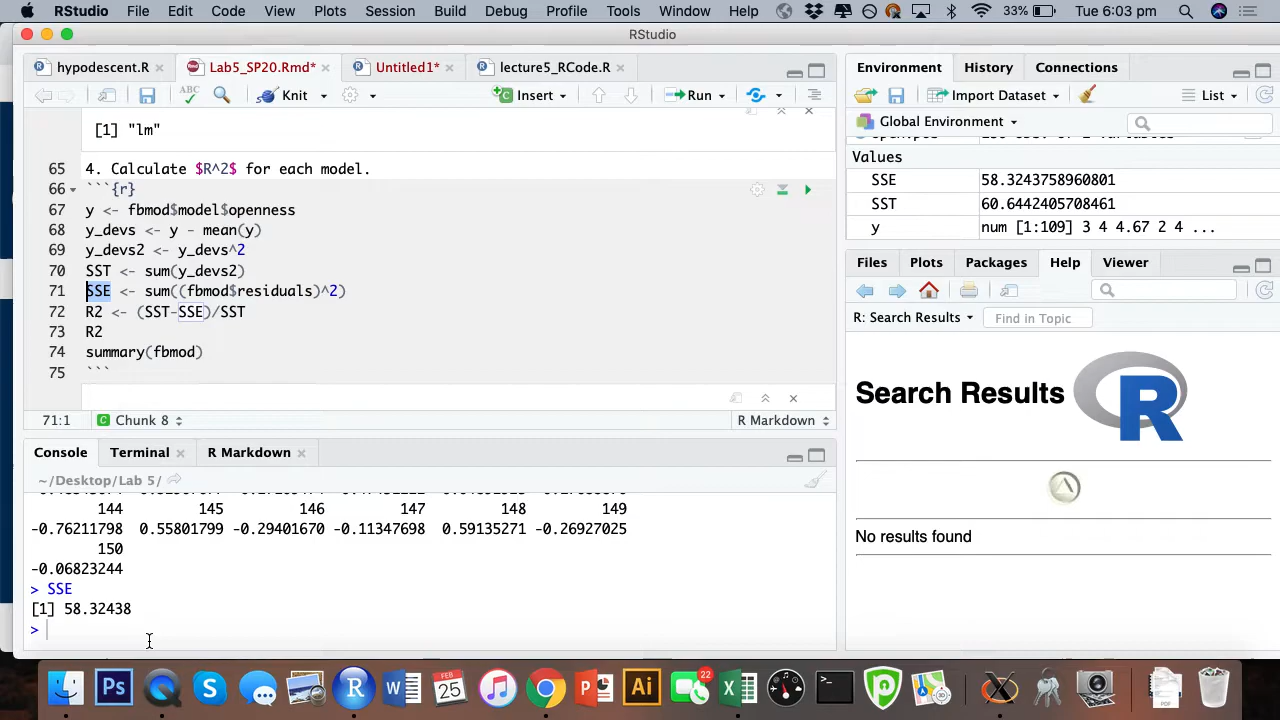 RStudio File Edit Code View Plots Session Build Debug Profile Tools Window Help 33% Tue 6:03 pm
RStudio
hypodescent.R Lab5_SP20.Rmd* Untitled1* lecture5_RCode.R
ABC Knit Insert Run
[1] "lm"
65 4. Calculate $R^2$ for each model.
66 ```{r}
67 y <- fbmod$model$openness
68 y_devs <- y - mean(y)
69 y_devs2 <- y_devs^2
70 SST <- sum(y_devs2)
71 SSE <- sum((fbmod$residuals)^2)
72 R2 <- (SST-SSE)/SST
73 R2
74 summary(fbmod)
75 ```
71:1 Chunk 8 R Markdown
Console Terminal R Markdown
~/Desktop/Lab 5/
144 145 146 147 148 149
-0.76211798 0.55801799 -0.29401670 -0.11347698 0.59135271 -0.26927025
150
-0.06823244
> SSE
[1] 58.32438
>
Environment History Connections
Import Dataset List
Global Environment
Values
SSE 58.3243758960801
SST 60.6442405708461
y num [1:109] 3 4 4.67 2 4 ...
Files Plots Packages Help Viewer
R: Search Results Find in Topic
Search Results R
No results found
Ps S R W FEB 25 P Ai 22 X >_ P X PDF